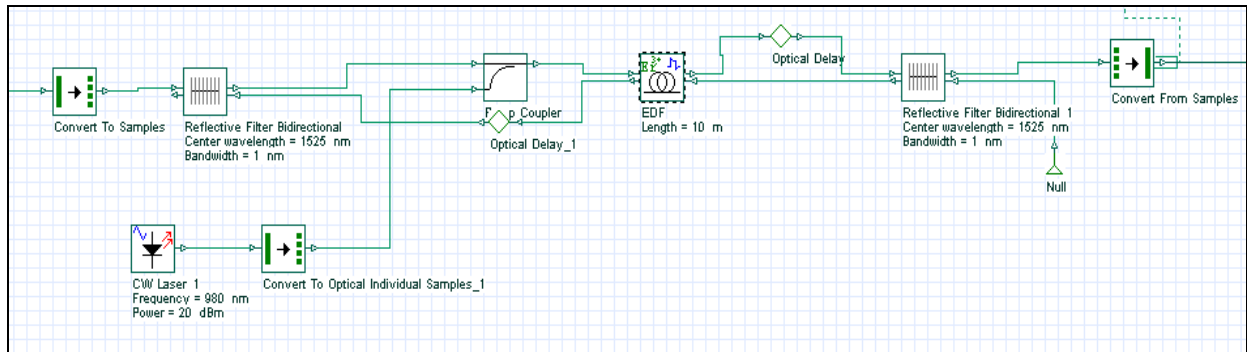 Optical Delay
Convert To Samples
Reflective Filter Bidirectional
Center wavelength = 1525 nm
Bandwidth = 1 nm
Coupler
Optical Delay_1
EDF
Length = 10 m
Reflective Filter Bidirectional 1
Center wavelength = 1525 nm
Bandwidth = 1 nm
Convert From Samples
Null
CW Laser 1
Frequency = 980 nm
Power = 20 dBm
Convert To Optical Individual Samples_1